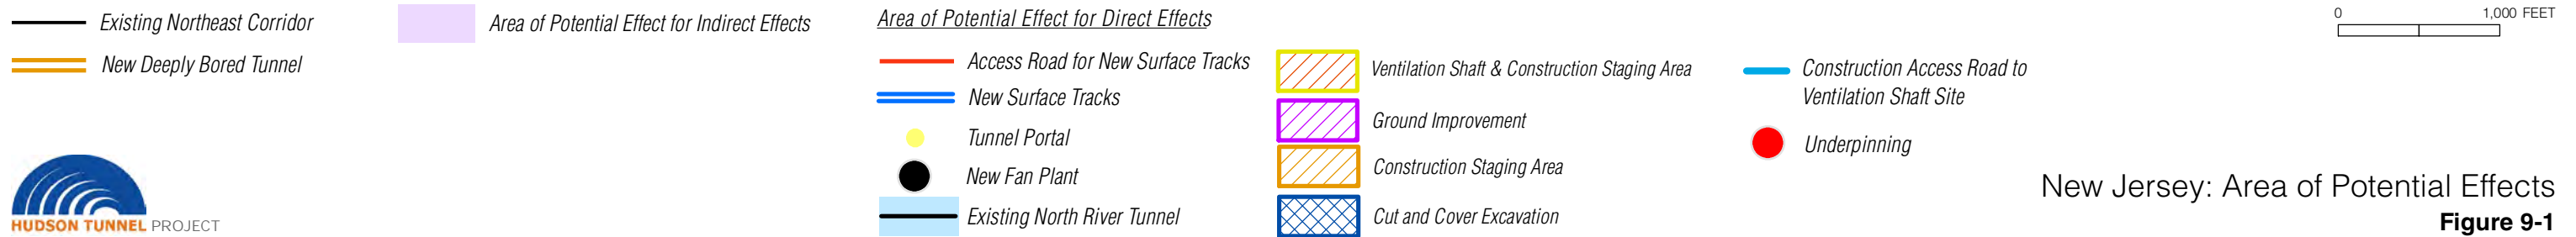 Existing Northeast Corridor
New Deeply Bored Tunnel
Area of Potential Effect for Indirect Effects
Area of Potential Effect for Direct Effects
Access Road for New Surface Tracks
New Surface Tracks
Tunnel Portal
New Fan Plant
Existing North River Tunnel
Ventilation Shaft & Construction Staging Area
Ground Improvement
Construction Staging Area
Cut and Cover Excavation
Construction Access Road to
Ventilation Shaft Site
Underpinning
0 1,000 FEET
HUDSON TUNNEL PROJECT
New Jersey: Area of Potential Effects
Figure 9-1